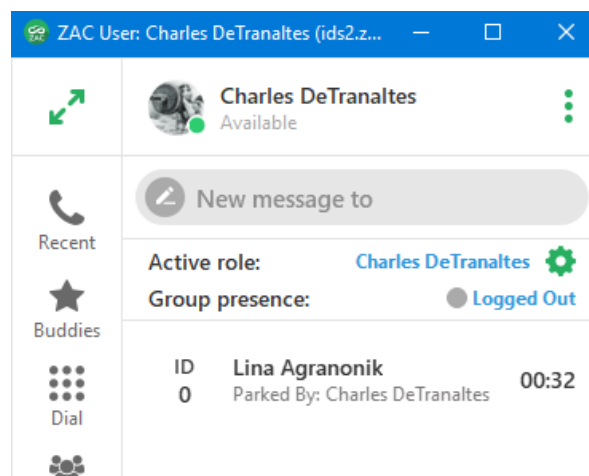 ZAC User: Charles DeTranaltes (ids2.z...
Charles DeTranaltes
Available
New message to
Recent
Active role: Charles DeTranaltes
Group presence: Logged Out
Buddies
ID Lina Agranonik 00:32
0 Parked By: Charles DeTranaltes
Dial